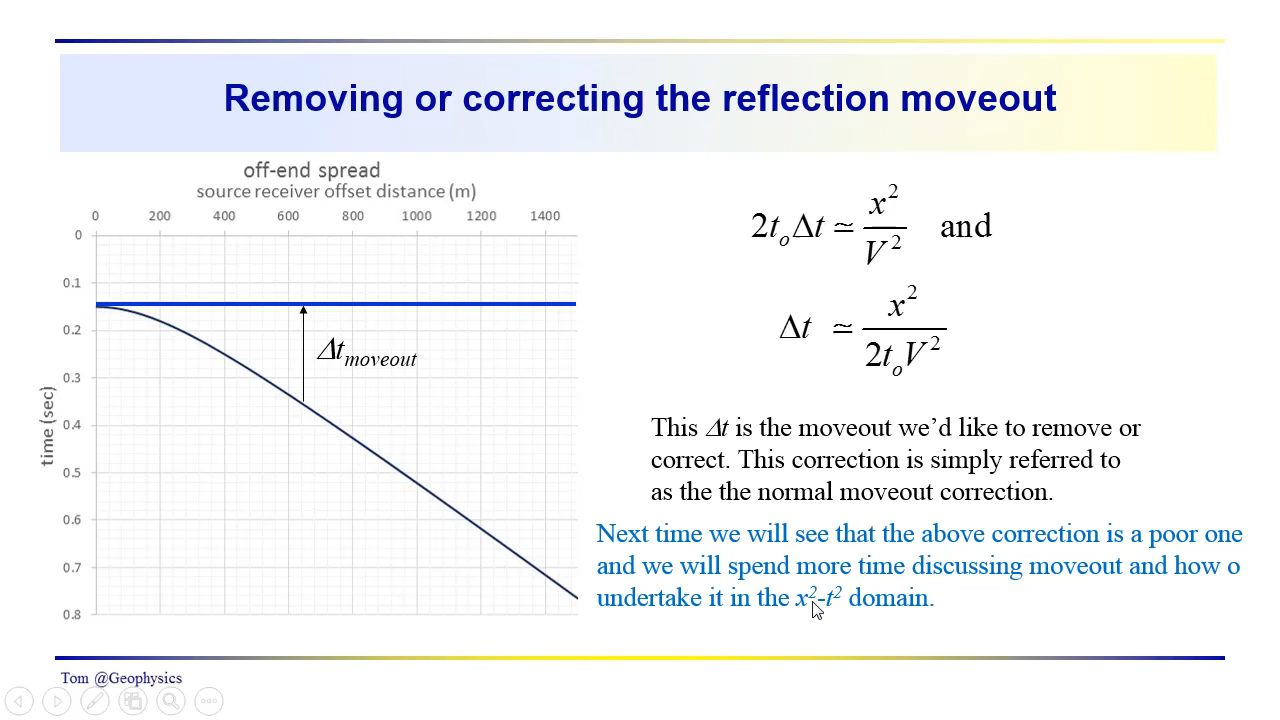 Removing or correcting the reflection moveout
off-end spread
source receiver offset distance (m)
0 200 400 600 800 1000 1200 1400
0
0.1
0.2
0.3
0.4
0.5
0.6
0.7
0.8
time (sec)
Δt_moveout
2t_oΔt ≃ x²/V² and
Δt ≃ x²/2t_oV²
This Δt is the moveout we’d like to remove or
correct. This correction is simply referred to
as the the normal moveout correction.
Next time we will see that the above correction is a poor one
and we will spend more time discussing moveout and how o
undertake it in the x²-t² domain.
Tom @Geophysics